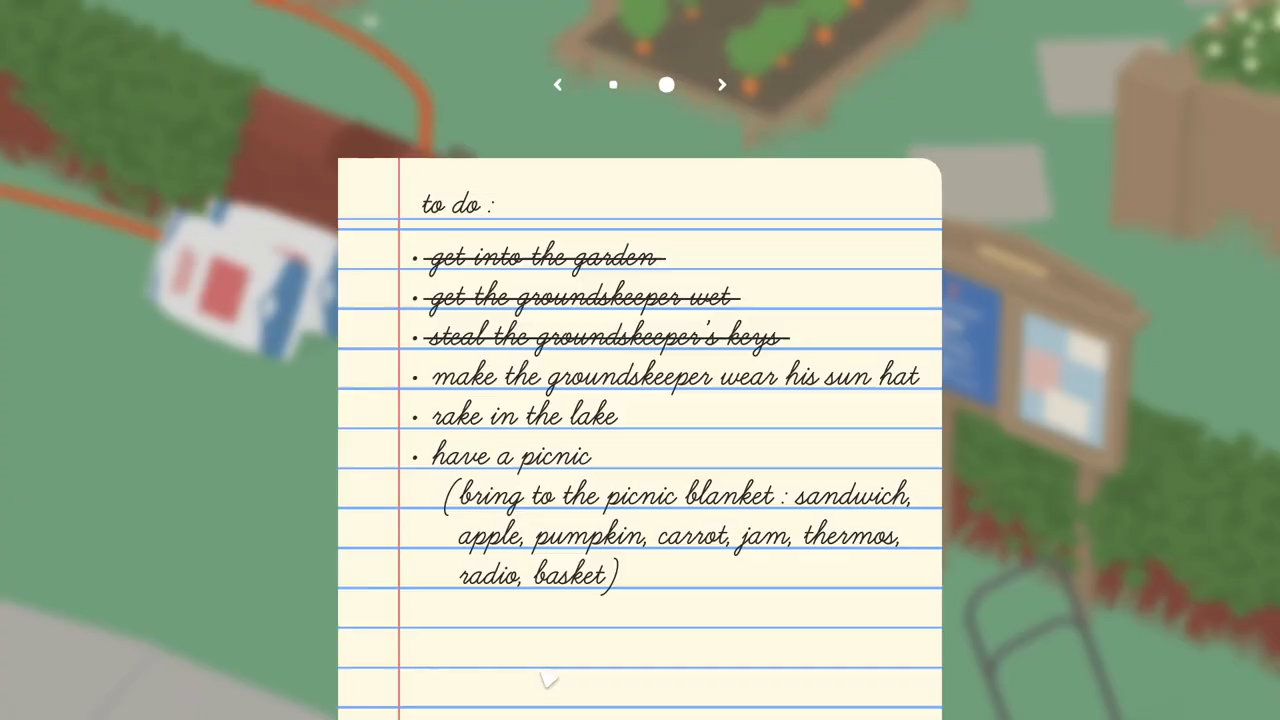 to do :
• get into the garden
• get the groundskeeper wet
• steal the groundskeeper's keys
• make the groundskeeper wear his sun hat
• rake in the lake
• have a picnic
(bring to the picnic blanket : sandwich,
apple, pumpkin, carrot, jam, thermos,
radio, basket)